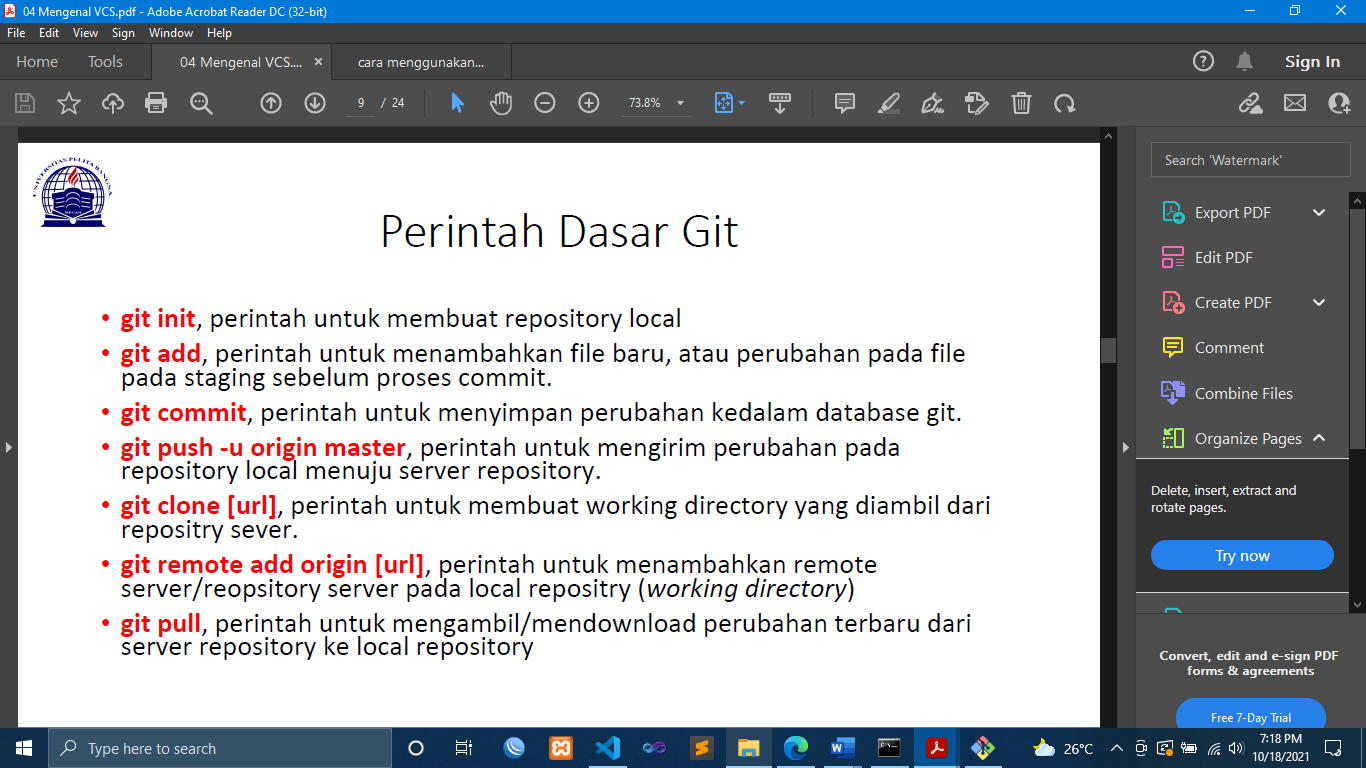 04 Mengenal VCS.pdf - Adobe Acrobat Reader DC (32-bit)
File Edit View Sign Window Help
Home Tools 04 Mengenal VCS.... × cara menggunakan... Sign In
9 / 24 73.8%
UNIVERSITAS PELITA BANGSA
Perintah Dasar Git
• git init, perintah untuk membuat repository local
• git add, perintah untuk menambahkan file baru, atau perubahan pada file
pada staging sebelum proses commit.
• git commit, perintah untuk menyimpan perubahan kedalam database git.
• git push -u origin master, perintah untuk mengirim perubahan pada
repository local menuju server repository.
• git clone [url], perintah untuk membuat working directory yang diambil dari
repositry sever.
• git remote add origin [url], perintah untuk menambahkan remote
server/reopsitory server pada local repositry (working directory)
• git pull, perintah untuk mengambil/mendownload perubahan terbaru dari
server repository ke local repository
Search 'Watermark'
Export PDF
Edit PDF
Create PDF
Comment
Combine Files
Organize Pages
Delete, insert, extract and
rotate pages.
Try now
Convert, edit and e-sign PDF
forms & agreements
Free 7-Day Trial
Type here to search
26°C
7:18 PM
10/18/2021